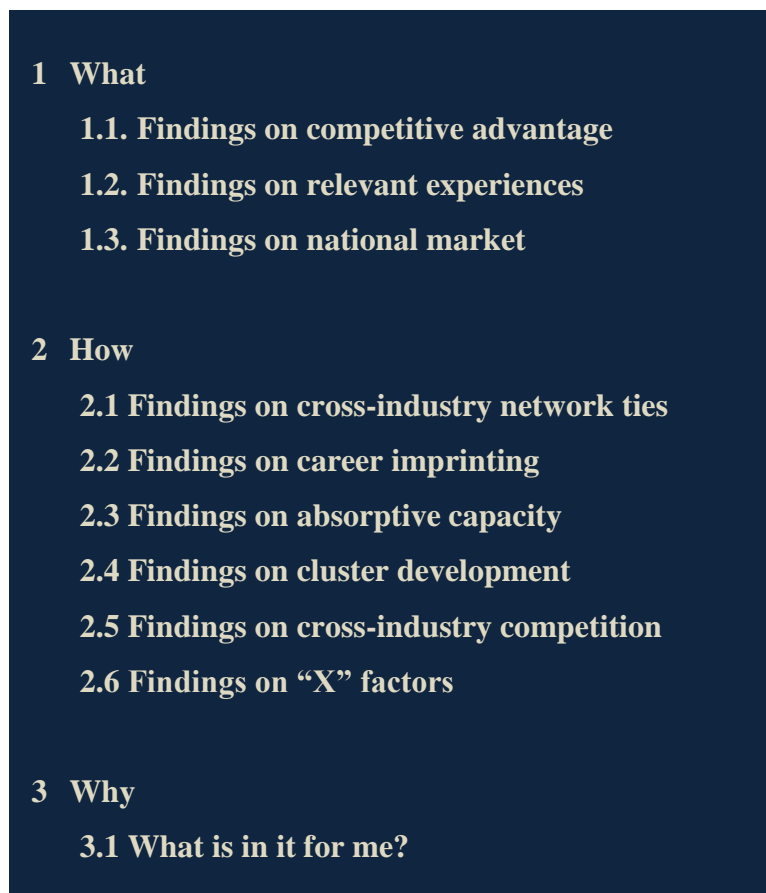 1 What
1.1. Findings on competitive advantage
1.2. Findings on relevant experiences
1.3. Findings on national market
2 How
2.1 Findings on cross-industry network ties
2.2 Findings on career imprinting
2.3 Findings on absorptive capacity
2.4 Findings on cluster development
2.5 Findings on cross-industry competition
2.6 Findings on “X” factors
3 Why
3.1 What is in it for me?